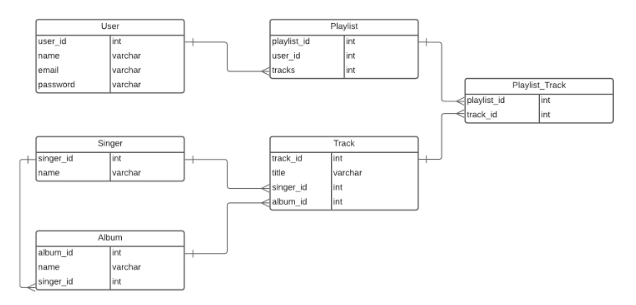 User
user_id int
name varchar
email varchar
password varchar
Playlist
playlist_id int
user_id int
tracks int
Playlist_Track
playlist_id int
track_id int
Singer
singer_id int
name varchar
Track
track_id int
title varchar
singer_id int
album_id int
Album
album_id int
name varchar
singer_id int